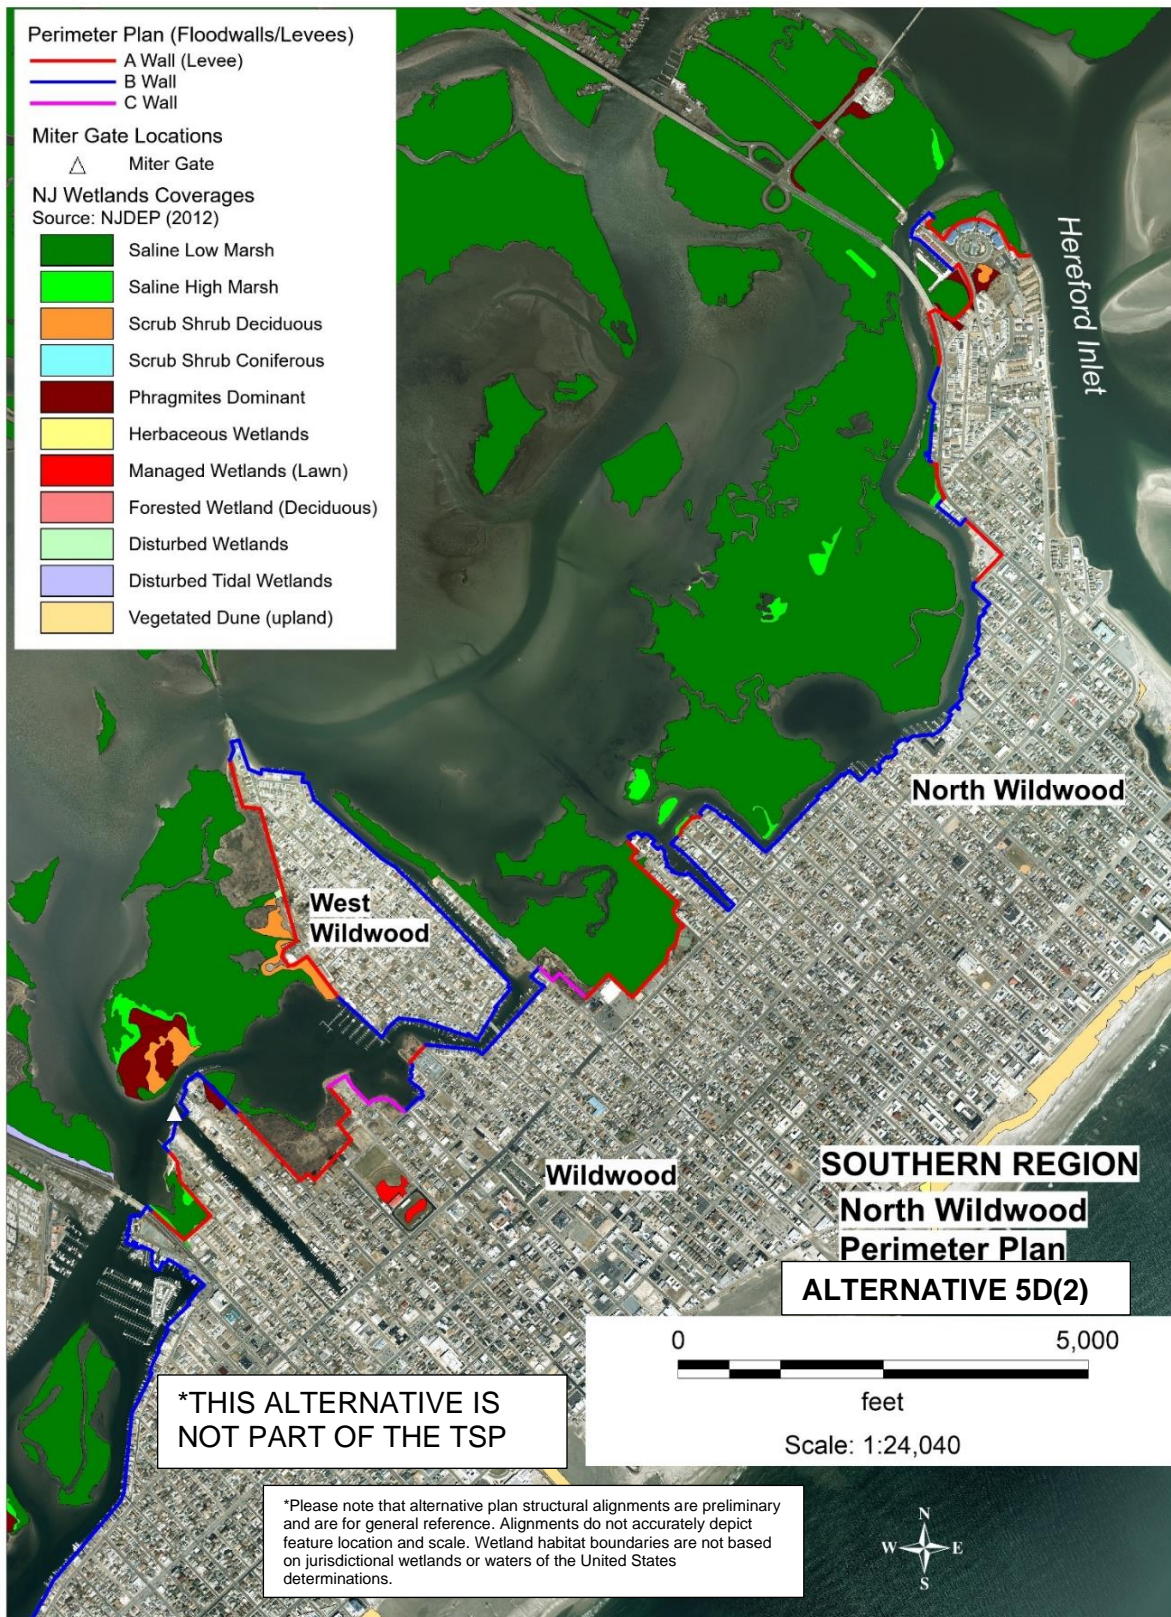 Perimeter Plan (Floodwalls/Levees)
A Wall (Levee)
B Wall
C Wall
Miter Gate Locations
Miter Gate
NJ Wetlands Coverages
Source: NJDEP (2012)
Saline Low Marsh
Saline High Marsh
Scrub Shrub Deciduous
Scrub Shrub Coniferous
Phragmites Dominant
Herbaceous Wetlands
Managed Wetlands (Lawn)
Forested Wetland (Deciduous)
Disturbed Wetlands
Disturbed Tidal Wetlands
Vegetated Dune (upland)
Hereford Inlet
North Wildwood
West
Wildwood
Wildwood
SOUTHERN REGION
North Wildwood
Perimeter Plan
ALTERNATIVE 5D(2)
0 5,000
feet
Scale: 1:24,040
*THIS ALTERNATIVE IS
NOT PART OF THE TSP
*Please note that alternative plan structural alignments are preliminary
and are for general reference. Alignments do not accurately depict
feature location and scale. Wetland habitat boundaries are not based
on jurisdictional wetlands or waters of the United States
determinations.
N
W E
S